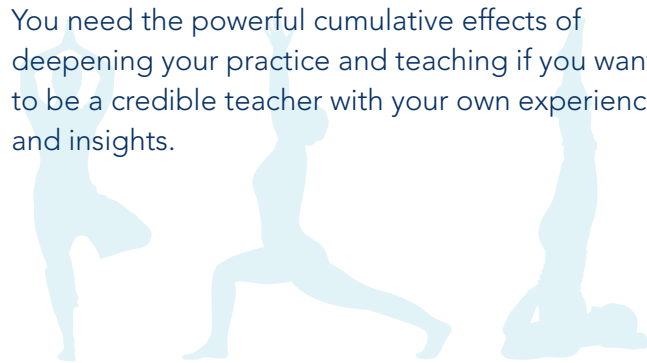 You need the powerful cumulative effects of
deepening your practice and teaching if you want
to be a credible teacher with your own experienc
and insights.